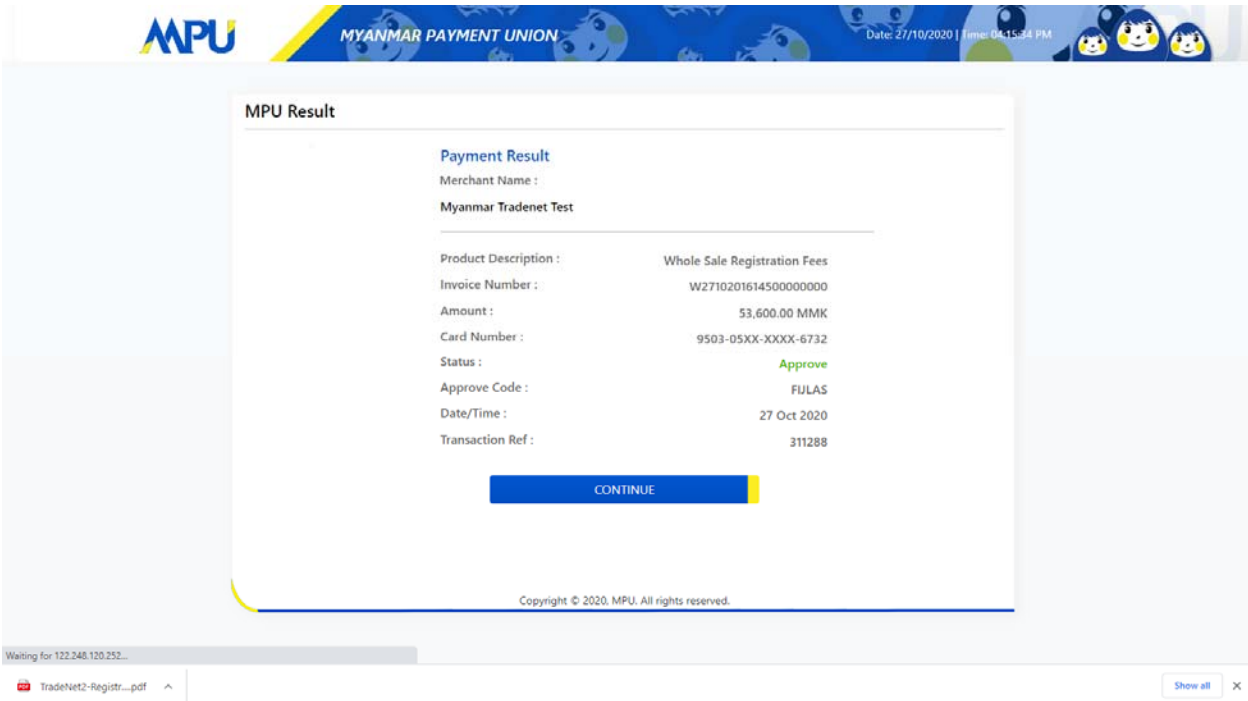 MPU
MYANMAR PAYMENT UNION
Date: 27/10/2020 | Time: 04:15:34 PM
MPU Result
Payment Result
Merchant Name :
Myanmar Tradenet Test
Product Description : Whole Sale Registration Fees
Invoice Number : W2710201614500000000
Amount : 53,600.00 MMK
Card Number : 9503-05XX-XXXX-6732
Status : Approve
Approve Code : FIJLAS
Date/Time : 27 Oct 2020
Transaction Ref : 311288
CONTINUE
Copyright © 2020, MPU. All rights reserved.
Waiting for 122.248.120.252...
PDF TradeNet2-Registr....pdf
Show all